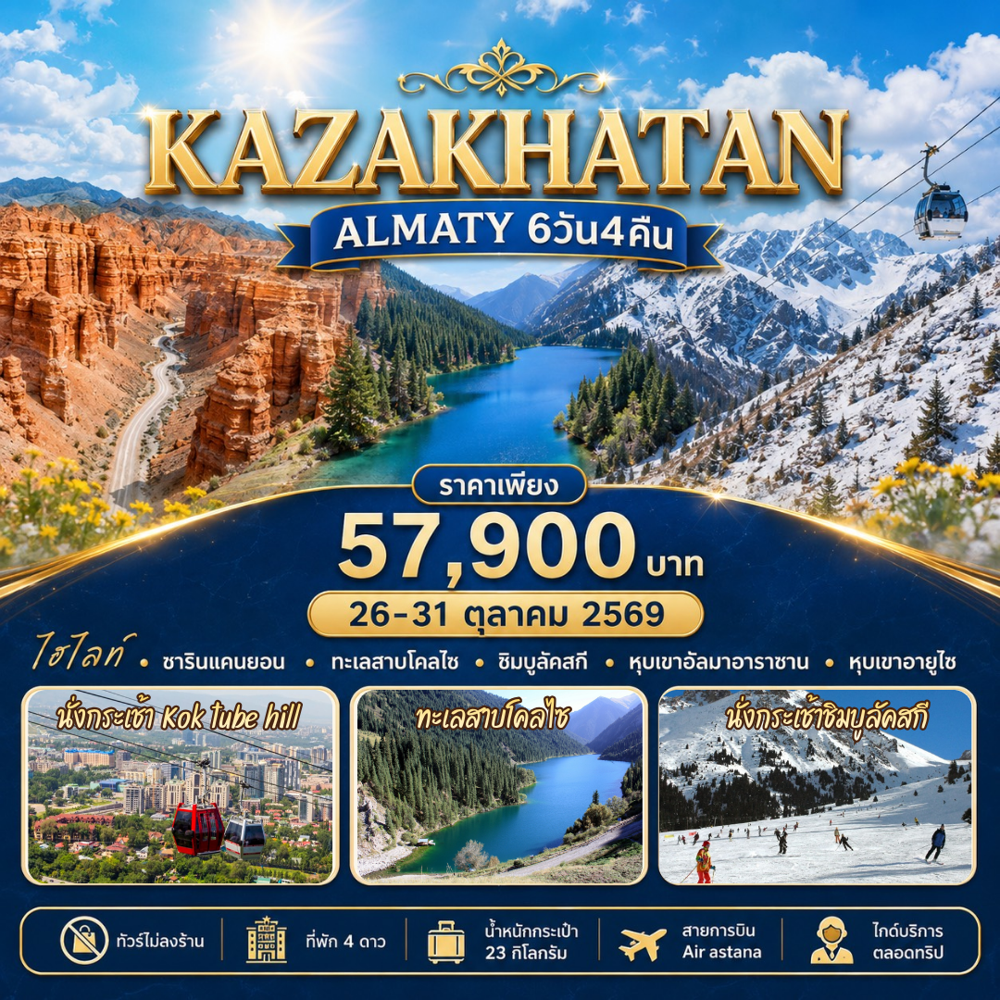 KAZAKHATAN
ALMATY 6วัน4คืน
ราคาเพียง
57,900 บาท
26-31 ตุลาคม 2569
ไฮไลท์ • ชารินแคนยอน • ทะเลสาบโคลไซ • ชิมบูลัคสกี • หุบเขาอัลมาอาราซาน • หุบเขาอายูไซ
นั่งกระเช้า Kok tube hill
ทะเลสาบโคลไซ
นั่งกระเช้าชิมบูลัคสกี
ทัวร์ไม่ลงร้าน
ที่พัก 4 ดาว
น้ำหนักกระเป๋า
23 กิโลกรัม
สายการบิน
Air astana
ไกด์บริการ
ตลอดทริป